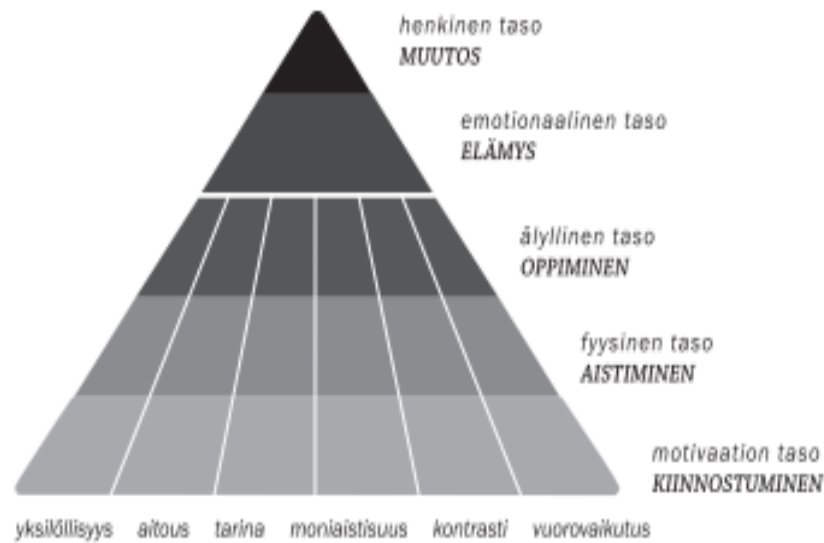 henkinen taso
MUUTOS
emotionaalinen taso
ELÄMYS
älyllinen taso
OPPIMINEN
fyysinen taso
AISTIMINEN
motivaation taso
KIINNOSTUMINEN
yksilöllisyys aitous tarina moniaistisuus kontrasti vuorovaikutus